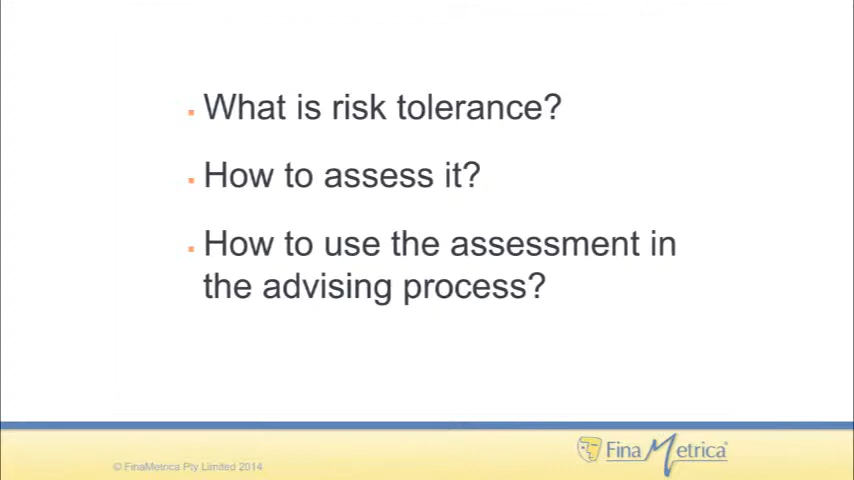 What is risk tolerance?
How to assess it?
How to use the assessment in
the advising process?
FinaMetrica
© FinaMetrica Pty Limited 2014